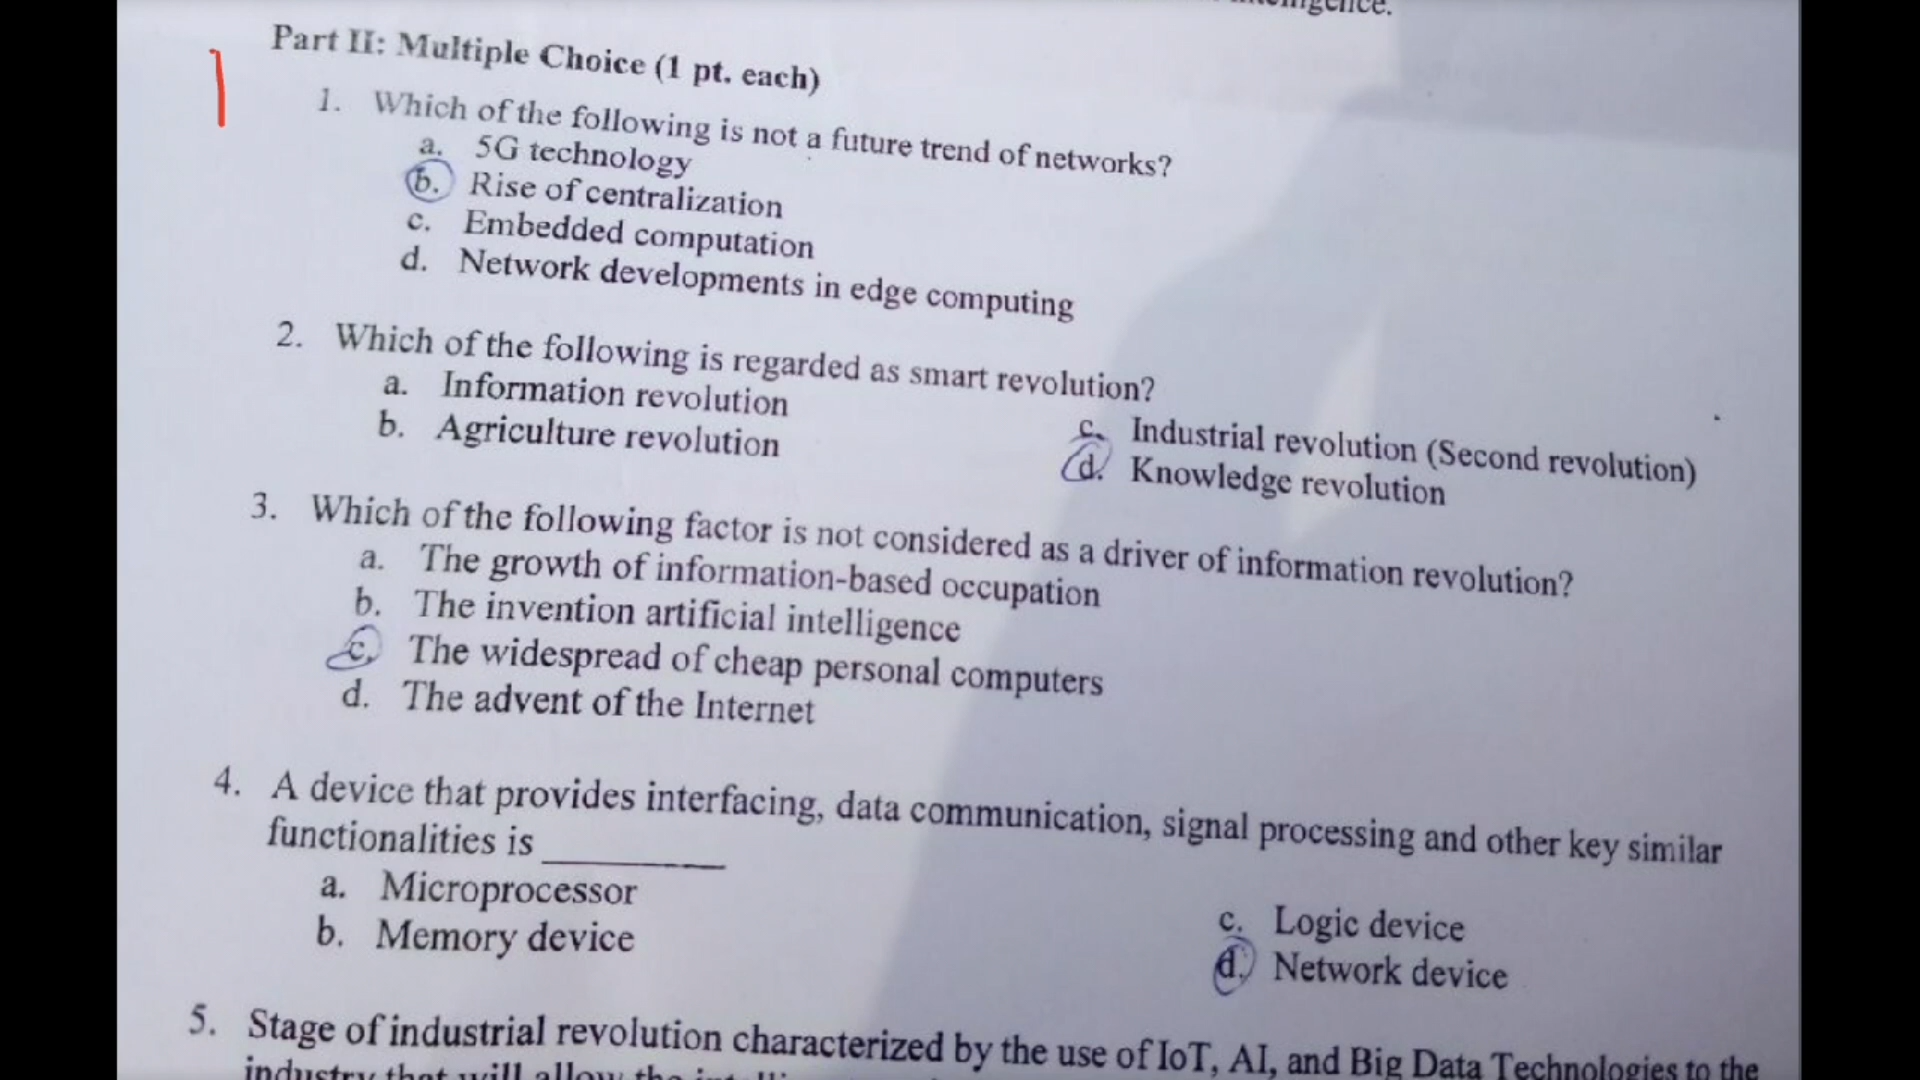 Part II: Multiple Choice (1 pt. each)
1
1. Which of the following is not a future trend of networks?
a. 5G technology
b. Rise of centralization
c. Embedded computation
d. Network developments in edge computing
2. Which of the following is regarded as smart revolution?
a. Information revolution
b. Agriculture revolution
c. Industrial revolution (Second revolution)
d. Knowledge revolution
3. Which of the following factor is not considered as a driver of information revolution?
a. The growth of information-based occupation
b. The invention artificial intelligence
c. The widespread of cheap personal computers
d. The advent of the Internet
4. A device that provides interfacing, data communication, signal processing and other key similar
functionalities is ________
a. Microprocessor
b. Memory device
c. Logic device
d. Network device
5. Stage of industrial revolution characterized by the use of IoT, AI, and Big Data Technologies to the
industry that will allow the